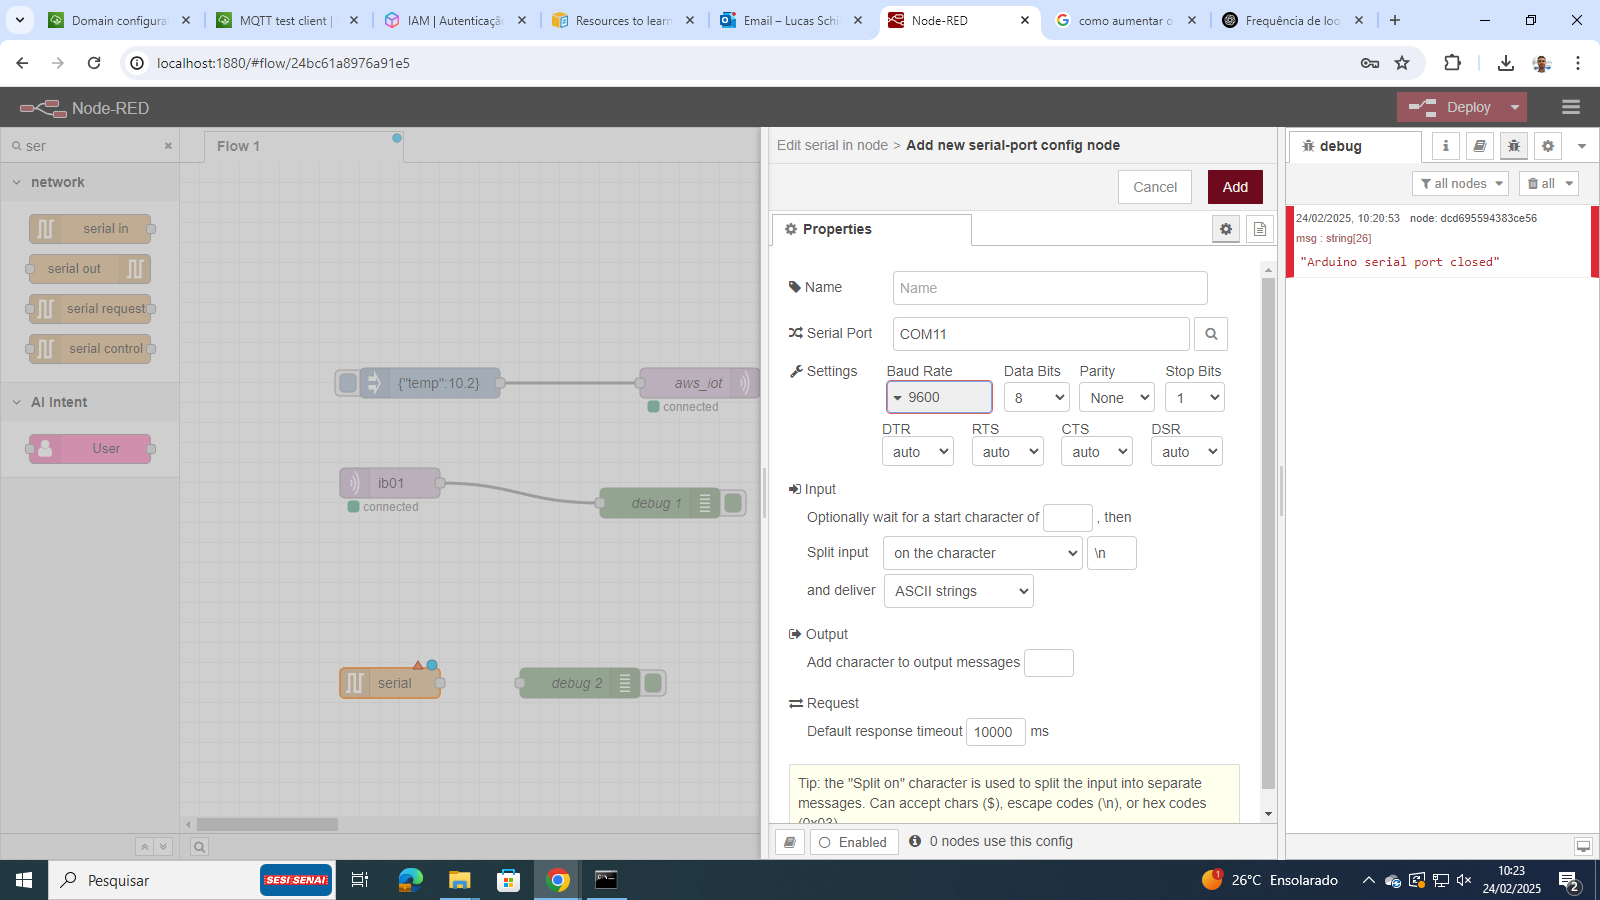 Domain configurat
MQTT test client |
IAM | Autenticação
Resources to learn
Email – Lucas Schi
Node-RED
como aumentar o
Frequência de loo
localhost:1880/#flow/24bc61a8976a91e5
Node-RED
Deploy
ser
Flow 1
network
serial in
serial out
serial request
serial control
AI Intent
User
{"temp":10.2}
aws_iot
connected
ib01
connected
debug 1
serial
debug 2
Edit serial in node > Add new serial-port config node
Cancel
Add
Properties
Name
Name
Serial Port
COM11
Settings
Baud Rate
Data Bits
Parity
Stop Bits
9600
8
None
1
DTR
RTS
CTS
DSR
auto
auto
auto
auto
Input
Optionally wait for a start character of , then
Split input
on the character
\n
and deliver
ASCII strings
Output
Add character to output messages
Request
Default response timeout 10000 ms
Tip: the "Split on" character is used to split the input into separate
messages. Can accept chars ($), escape codes (\n), or hex codes
(0x03)
Enabled
0 nodes use this config
debug
all nodes
all
24/02/2025, 10:20:53 node: dcd695594383ce56
msg : string[26]
"Arduino serial port closed"
Pesquisar
SESI SENAI
1
26°C Ensolarado
10:23
24/02/2025
2